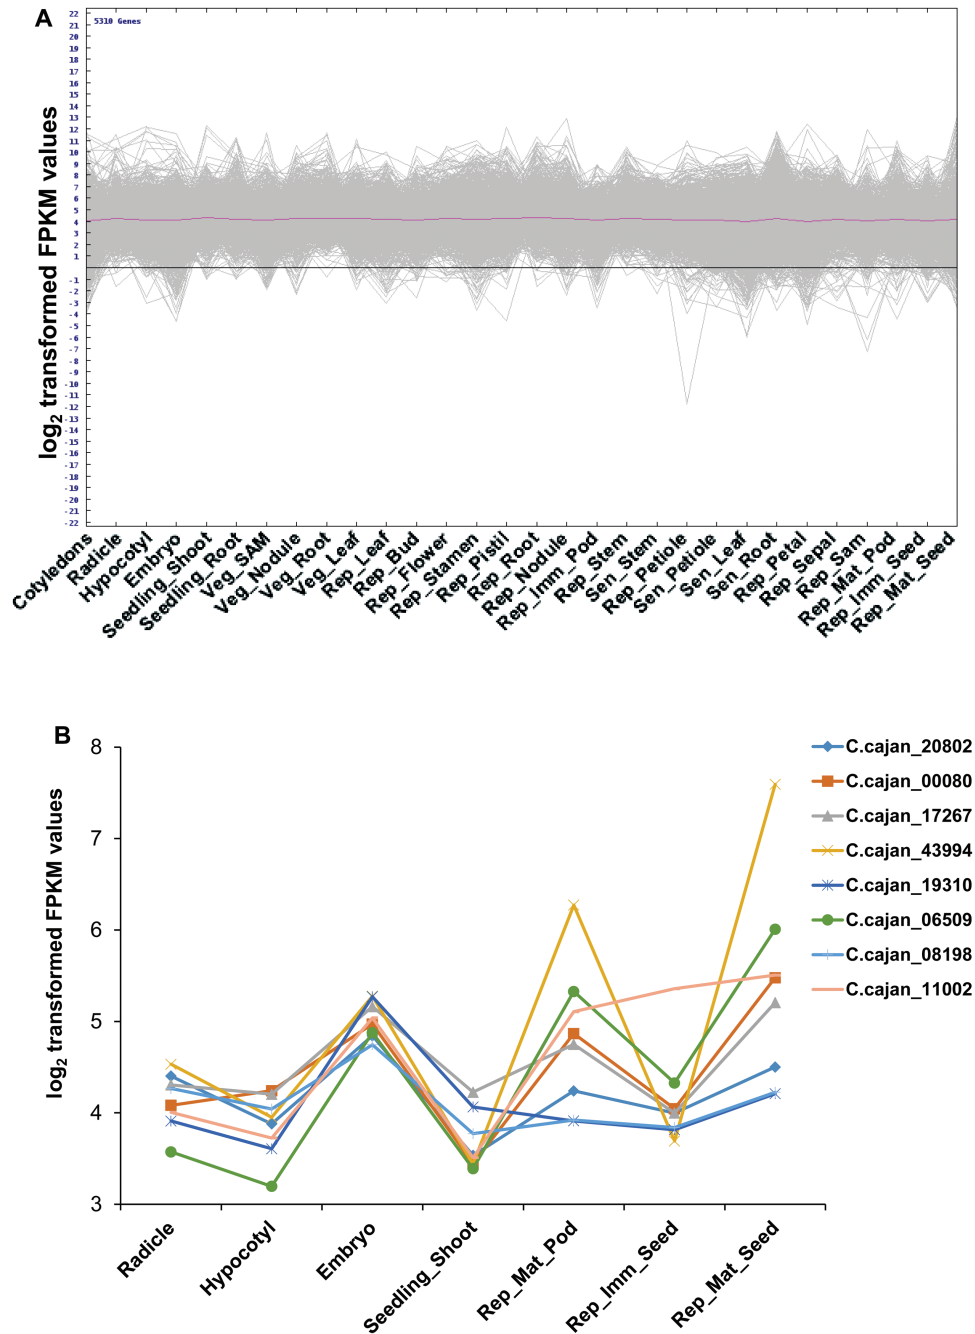 A
5310 Genes
log2 transformed FPKM values
22
21
20
19
18
17
16
15
14
13
12
11
10
9
8
7
6
5
4
3
2
1
-1
-2
-3
-4
-5
-6
-7
-8
-9
-10
-11
-12
-13
-14
-15
-16
-17
-18
-19
-20
-21
-22
Cotyledons
Radicle
Hypocotyl
Embryo
Seedling_Shoot
Seedling_Root
Veg_SAM
Veg_Nodule
Veg_Root
Veg_Leaf
Rep_Leaf
Rep_Bud
Rep_Flower
Rep_Stamen
Rep_Pistil
Rep_Root
Rep_Nodule
Rep_Imm_Pod
Rep_Stem
Sen_Stem
Rep_Petiole
Sen_Petiole
Sen_Leaf
Sen_Root
Rep_Petal
Rep_Sepal
Rep_Sam
Rep_Mat_Pod
Rep_Imm_Seed
Rep_Mat_Seed
B
log2 transformed FPKM values
8
7
6
5
4
3
Radicle
Hypocotyl
Embryo
Seedling_Shoot
Rep_Mat_Pod
Rep_Imm_Seed
Rep_Mat_Seed
C.cajan_20802
C.cajan_00080
C.cajan_17267
C.cajan_43994
C.cajan_19310
C.cajan_06509
C.cajan_08198
C.cajan_11002